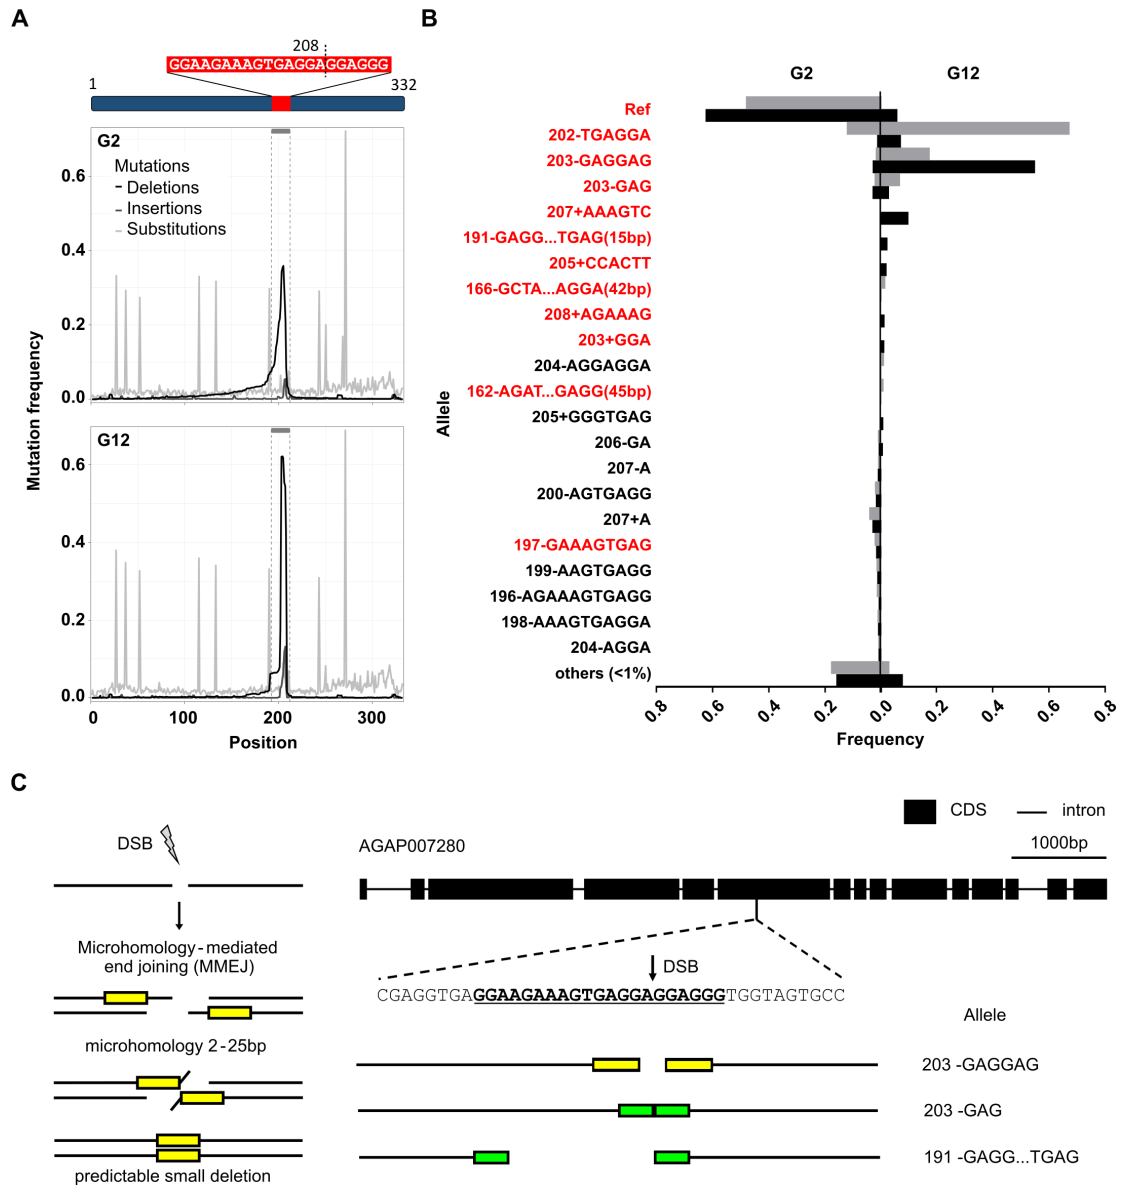 A
208
GGAAGAAAGTGAGGAGGAGGG
1
332
G2
Mutations
Deletions
Insertions
Substitutions
0.6
0.4
0.2
0.0
G12
0.6
0.4
0.2
0.0
Mutation frequency
0
100
200
300
Position
B
G2
G12
Ref
202-TGAGGA
203-GAGGAG
203-GAG
207+AAAGTC
191-GAGG...TGAG(15bp)
205+CCACTT
166-GCTA...AGGA(42bp)
208+AGAAAG
203+GGA
204-AGGAGGA
162-AGAT...GAGG(45bp)
205+GGGTGAG
206-GA
207-A
200-AGTGAGG
207+A
197-GAAAGTGAG
199-AAGTGAGG
196-AGAAAGTGAGG
198-AAAGTGAGGA
204-AGGA
others (<1%)
Allele
0.8
0.6
0.4
0.2
0.0
0.2
0.4
0.6
0.8
Frequency
C
DSB
Microhomology-mediated
end joining (MMEJ)
microhomology 2-25bp
predictable small deletion
CDS
intron
1000bp
AGAP007280
DSB
CGAGGTGAGGAAGAAAGTGAGGAGGAGGGTGGTAGTGCC
Allele
203 -GAGGAG
203 -GAG
191 -GAGG...TGAG